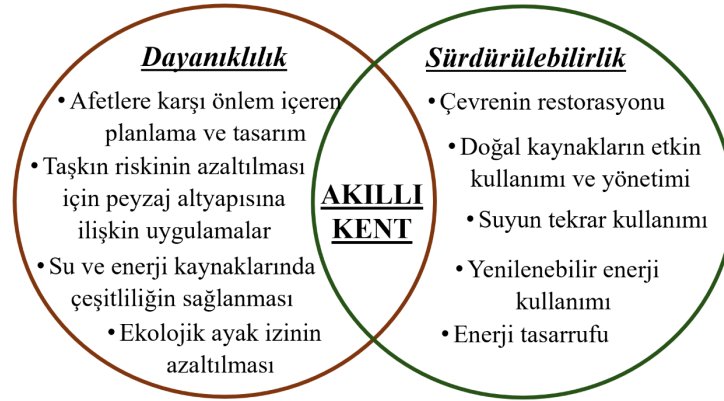 Dayanıklılık
• Afetlere karşı önlem içeren
planlama ve tasarım
• Taşkın riskinin azaltılması
için peyzaj altyapısına
ilişkin uygulamalar
• Su ve enerji kaynaklarında
çeşitliliğin sağlanması
• Ekolojik ayak izinin
azaltılması
AKILLI
KENT
Sürdürülebilirlik
• Çevrenin restorasyonu
• Doğal kaynakların etkin
kullanımı ve yönetimi
• Suyun tekrar kullanımı
• Yenilenebilir enerji
kullanımı
• Enerji tasarrufu